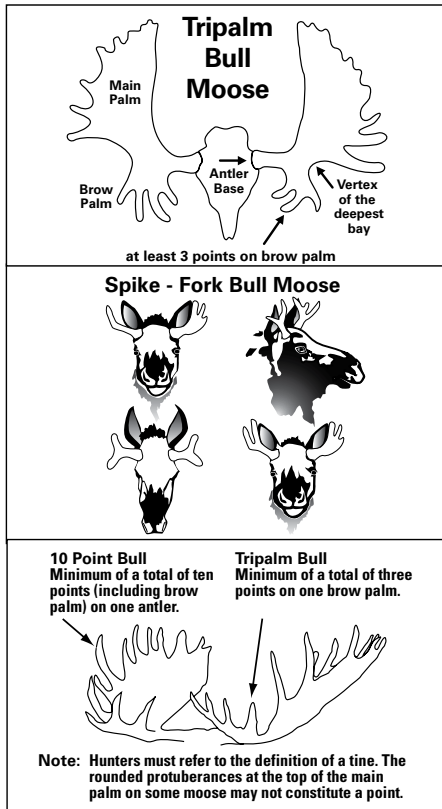 Tripalm
Bull
Moose
Main
Palm
Antler
Base
Brow
Palm
Vertex
of the
deepest
bay
at least 3 points on brow palm
Spike - Fork Bull Moose
10 Point Bull
Minimum of a total of ten
points (including brow
palm) on one antler.
Tripalm Bull
Minimum of a total of three
points on one brow palm.
Note: Hunters must refer to the definition of a tine. The
rounded protuberances at the top of the main
palm on some moose may not constitute a point.